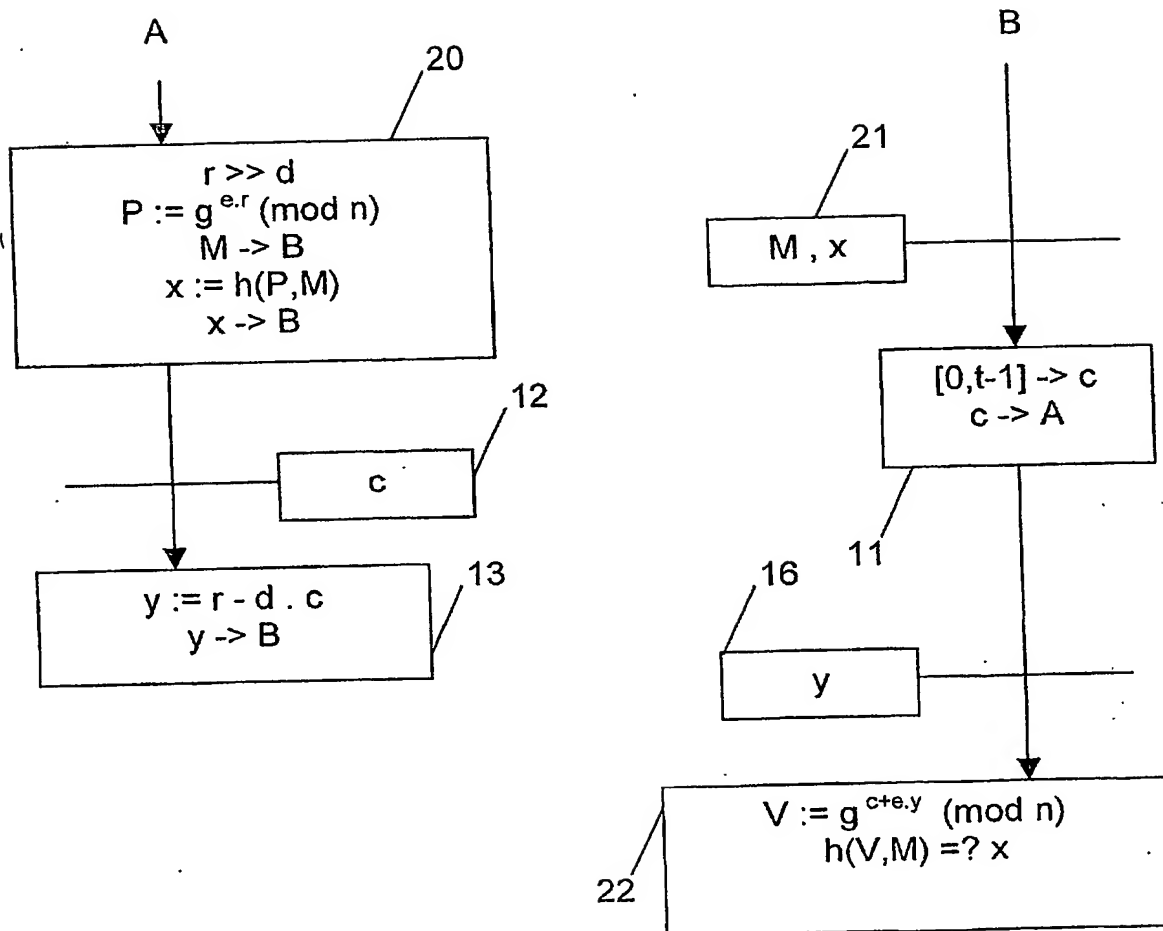 A
20
r >> d
P := g^e.r (mod n)
M -> B
x := h(P,M)
x -> B
12
c
13
y := r - d . c
y -> B
B
21
M , x
[0,t-1] -> c
c -> A
11
16
y
V := g^c+e.y (mod n)
h(V,M) =? x
22